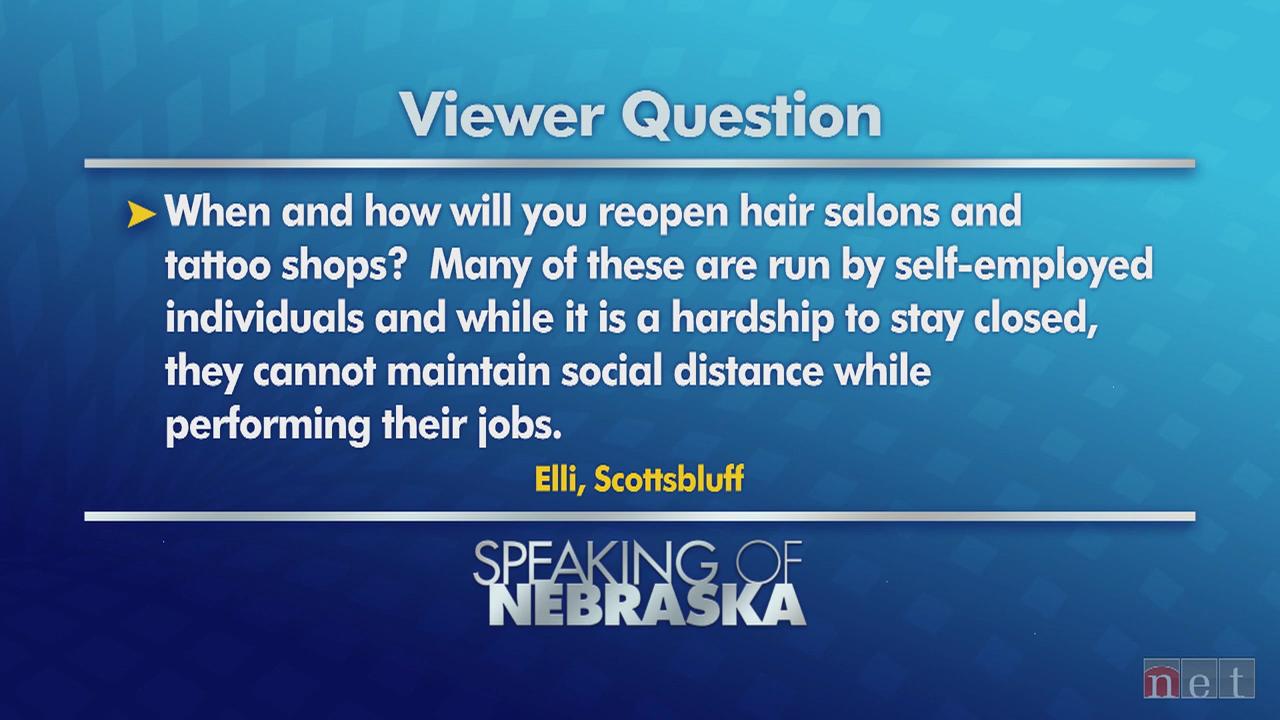 Viewer Question
➤ When and how will you reopen hair salons and
tattoo shops?  Many of these are run by self-employed
individuals and while it is a hardship to stay closed,
they cannot maintain social distance while
performing their jobs.
Elli, Scottsbluff
SPEAKING OF
NEBRASKA
net